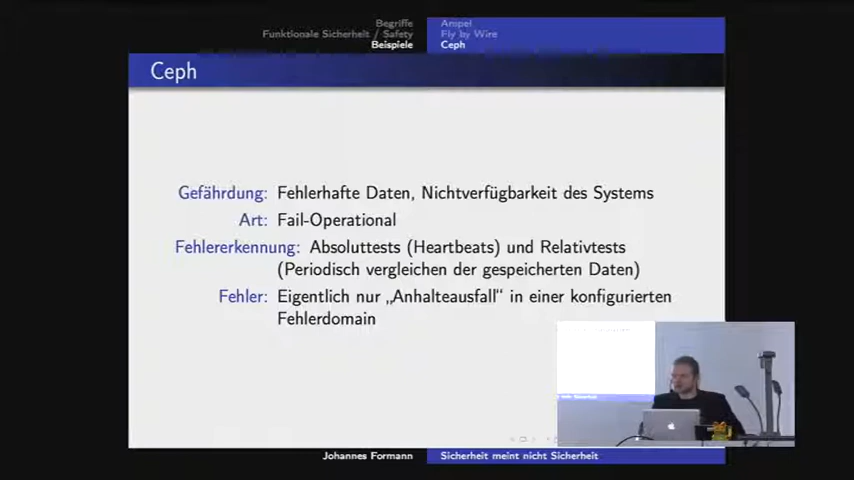 Begriffe
Funktionale Sicherheit / Safety
Beispiele
Ampel
Fly by Wire
Ceph
Ceph
Gefährdung: Fehlerhafte Daten, Nichtverfügbarkeit des Systems
Art: Fail-Operational
Fehlererkennung: Absoluttests (Heartbeats) und Relativtests
(Periodisch vergleichen der gespeicherten Daten)
Fehler: Eigentlich nur „Anhalteausfall“ in einer konfigurierten
Fehlerdomain
Johannes Formann
Sicherheit meint nicht Sicherheit